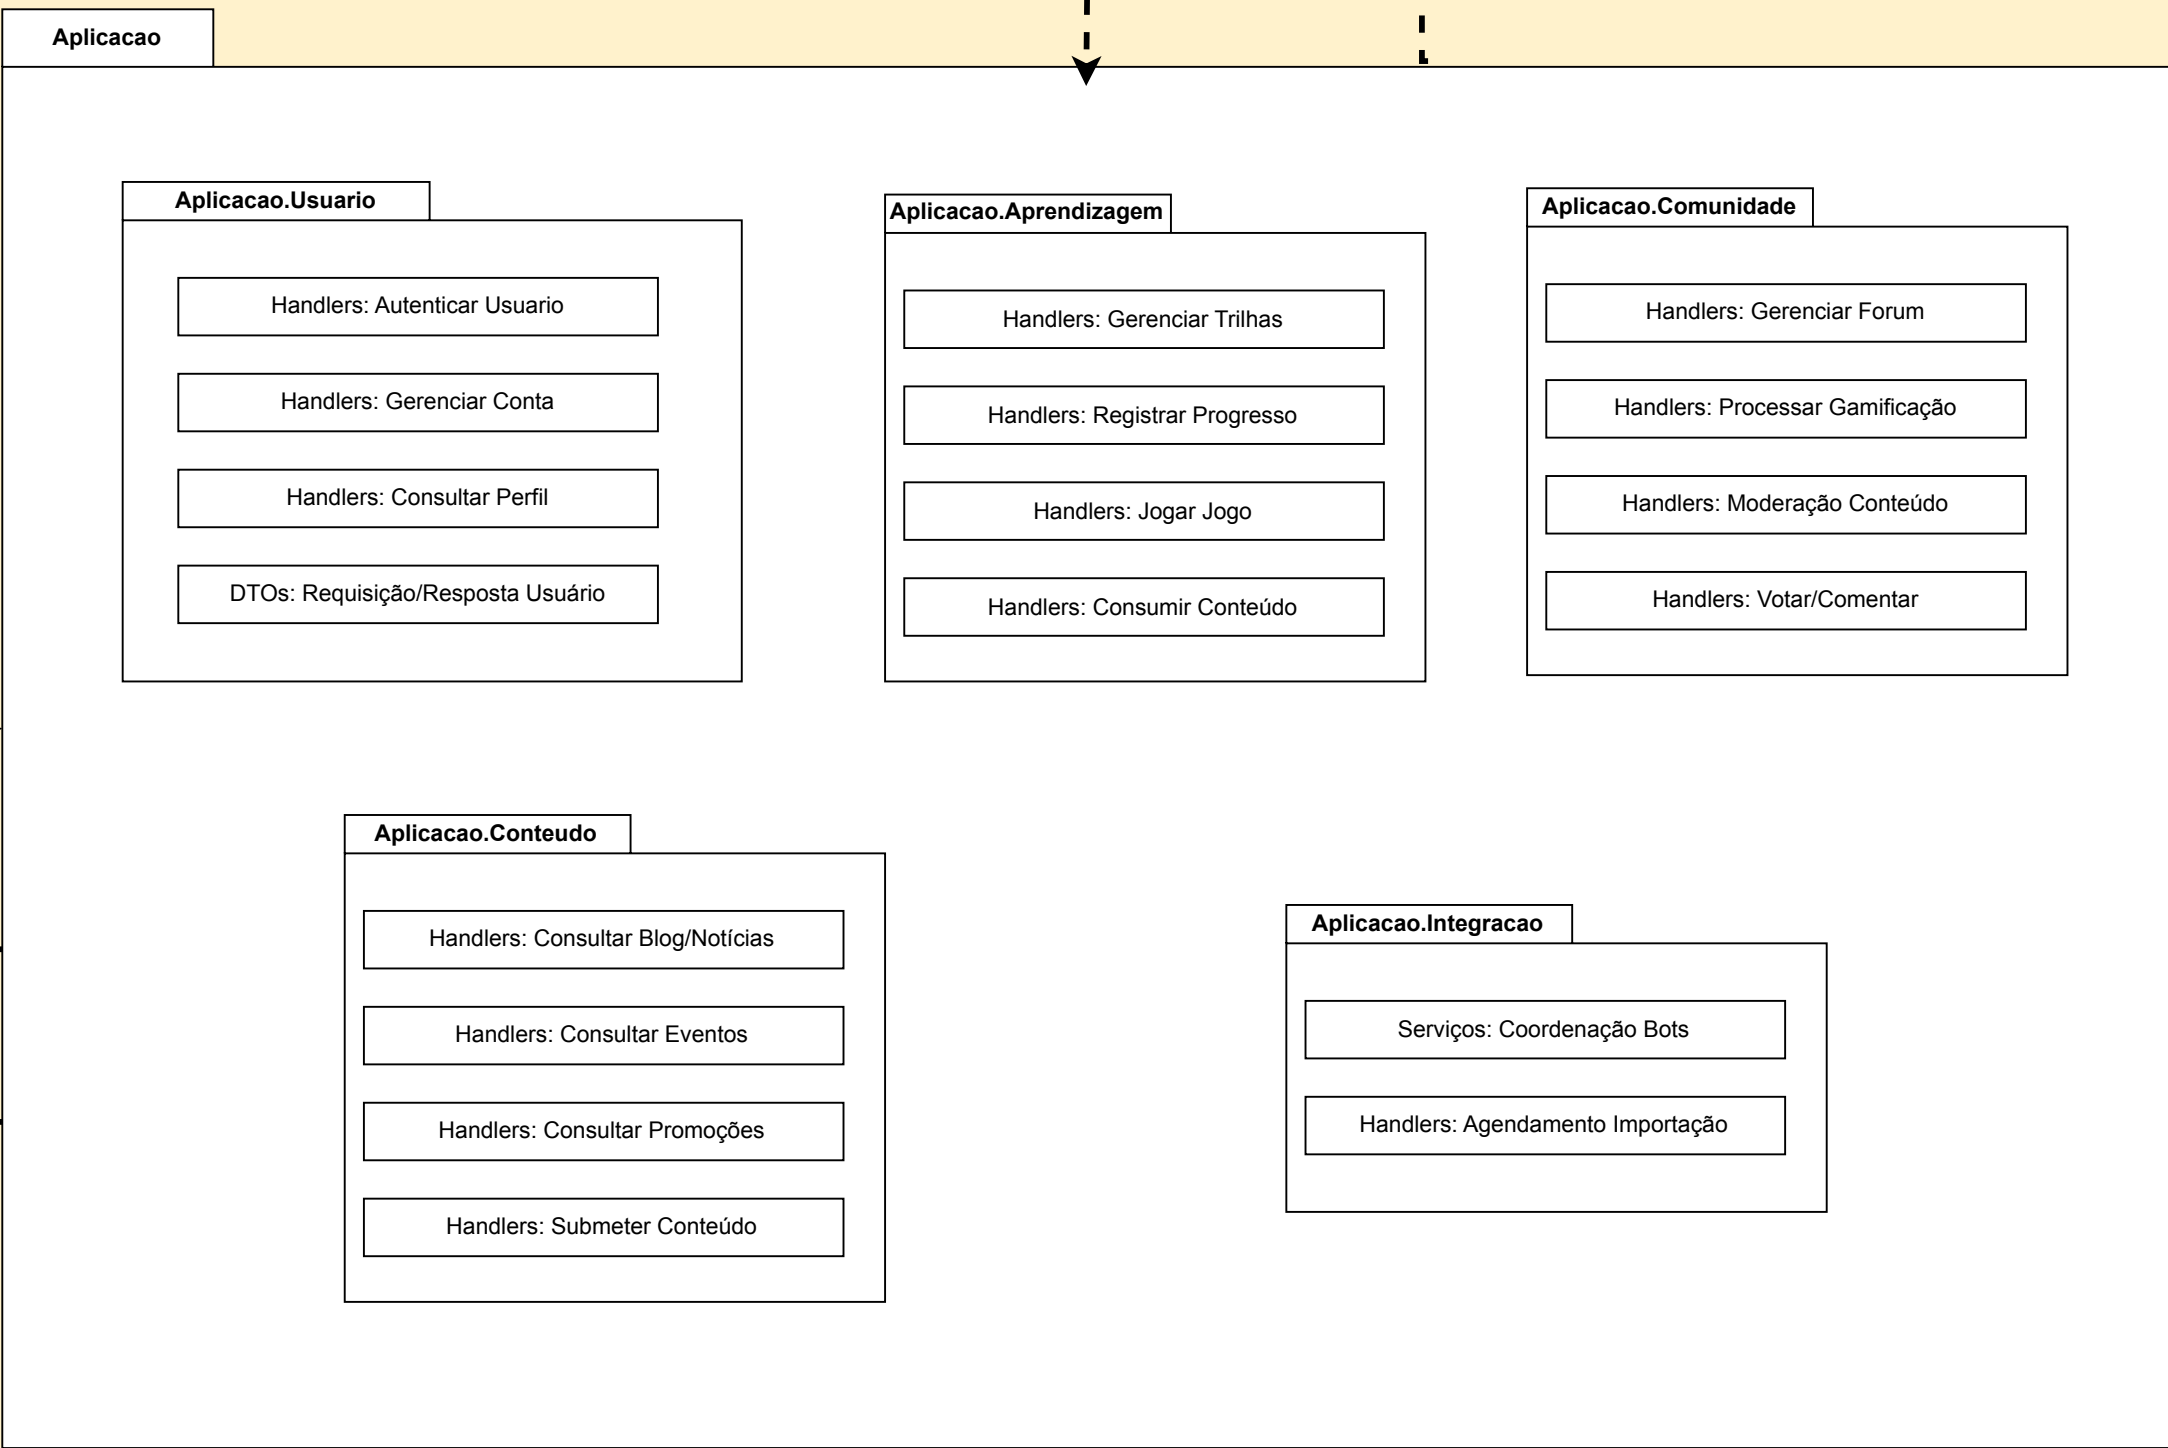 Aplicacao
Aplicacao.Usuario
Handlers: Autenticar Usuario
Handlers: Gerenciar Conta
Handlers: Consultar Perfil
DTOs: Requisição/Resposta Usuário
Aplicacao.Aprendizagem
Handlers: Gerenciar Trilhas
Handlers: Registrar Progresso
Handlers: Jogar Jogo
Handlers: Consumir Conteúdo
Aplicacao.Comunidade
Handlers: Gerenciar Forum
Handlers: Processar Gamificação
Handlers: Moderação Conteúdo
Handlers: Votar/Comentar
Aplicacao.Conteudo
Handlers: Consultar Blog/Notícias
Handlers: Consultar Eventos
Handlers: Consultar Promoções
Handlers: Submeter Conteúdo
Aplicacao.Integracao
Serviços: Coordenação Bots
Handlers: Agendamento Importação